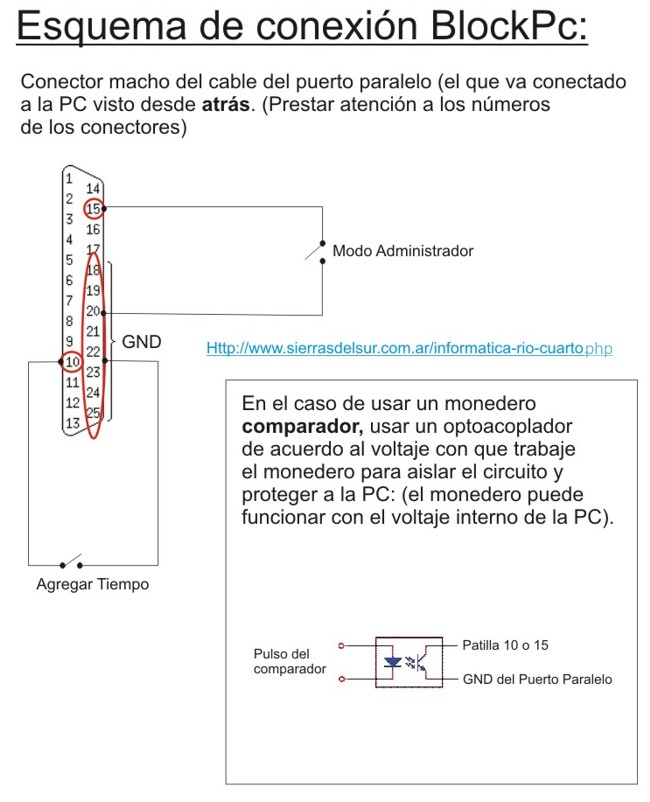 Esquema de conexión BlockPc:
Conector macho del cable del puerto paralelo (el que va conectado
a la PC visto desde atrás. (Prestar atención a los números
de los conectores)
1
14
2
15
3
16
4
17
5
18
6
19
7
20
8
21
9
22
10
23
11
24
12
25
13
Modo Administrador
GND
Http://www.sierrasdelsur.com.ar/informatica-rio-cuarto.php
Agregar Tiempo
En el caso de usar un monedero
comparador, usar un optoacoplador
de acuerdo al voltaje con que trabaje
el monedero para aislar el circuito y
proteger a la PC: (el monedero puede
funcionar con el voltaje interno de la PC).
Pulso del
comparador
Patilla 10 o 15
GND del Puerto Paralelo